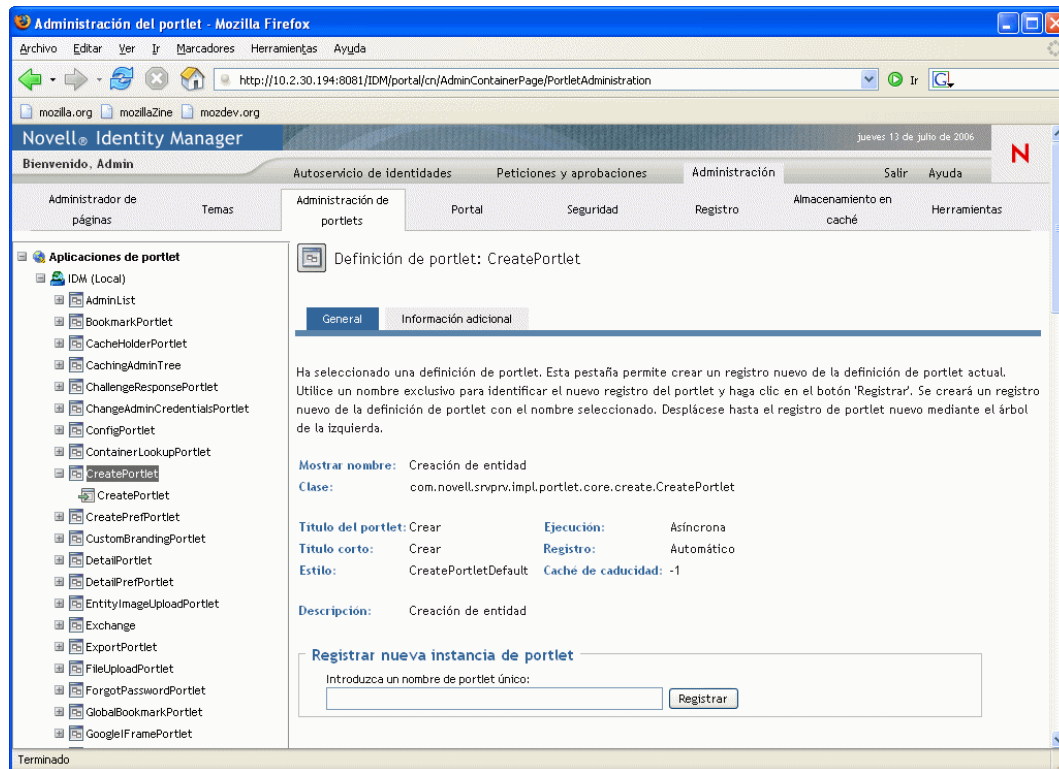 Administración del portlet - Mozilla Firefox
Archivo Editar Ver Ir Marcadores Herramientas Ayuda
http://10.2.30.194:8081/IDM/portal/cn/AdminContainerPage/PortletAdministration
Ir
mozilla.org mozillaZine mozdev.org
Novell® Identity Manager
jueves 13 de julio de 2006
N
Bienvenido, Admin
Autoservicio de identidades Peticiones y aprobaciones Administración Salir Ayuda
Administrador de páginas Temas Administración de portlets Portal Seguridad Registro Almacenamiento en caché Herramientas
Aplicaciones de portlet
IDM (Local)
AdminList
BookmarkPortlet
CacheHolderPortlet
CachingAdminTree
ChallengeResponsePortlet
ChangeAdminCredentialsPortlet
ConfigPortlet
ContainerLookupPortlet
CreatePortlet
CreatePortlet
CreatePrefPortlet
CustomBrandingPortlet
DetailPortlet
DetailPrefPortlet
EntityImageUploadPortlet
Exchange
ExportPortlet
FileUploadPortlet
ForgotPasswordPortlet
GlobalBookmarkPortlet
GoogleIFramePortlet
Definición de portlet: CreatePortlet
General Información adicional
Ha seleccionado una definición de portlet. Esta pestaña permite crear un registro nuevo de la definición de portlet actual.
Utilice un nombre exclusivo para identificar el nuevo registro del portlet y haga clic en el botón 'Registrar'. Se creará un registro
nuevo de la definición de portlet con el nombre seleccionado. Desplácese hasta el registro de portlet nuevo mediante el árbol
de la izquierda.
Mostrar nombre: Creación de entidad
Clase: com.novell.srvprv.impl.portlet.core.create.CreatePortlet
Título del portlet: Crear Ejecución: Asíncrona
Título corto: Crear Registro: Automático
Estilo: CreatePortletDefault Caché de caducidad: -1
Descripción: Creación de entidad
Registrar nueva instancia de portlet
Introduzca un nombre de portlet único:
Registrar
Terminado